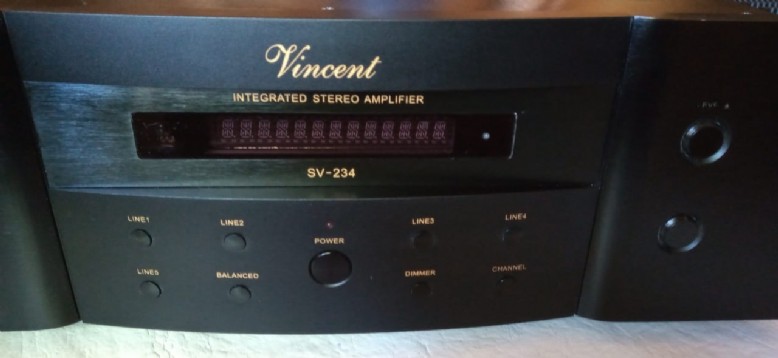 Vincent
INTEGRATED STEREO AMPLIFIER
SV-234
LINE1 LINE2 LINE3 LINE4
POWER
LINE5 BALANCED DIMMER CHANNEL